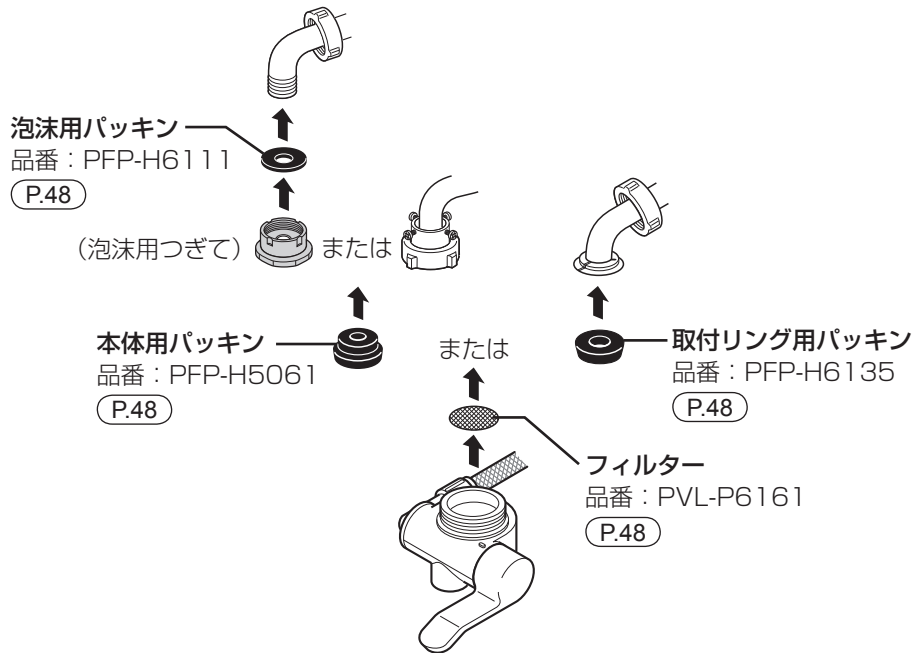 泡沫用パッキン
品番：PFP-H6111
P.48
（泡沫用つぎて）
または
本体用パッキン
品番：PFP-H5061
P.48
または
取付リング用パッキン
品番：PFP-H6135
P.48
フィルター
品番：PVL-P6161
P.48